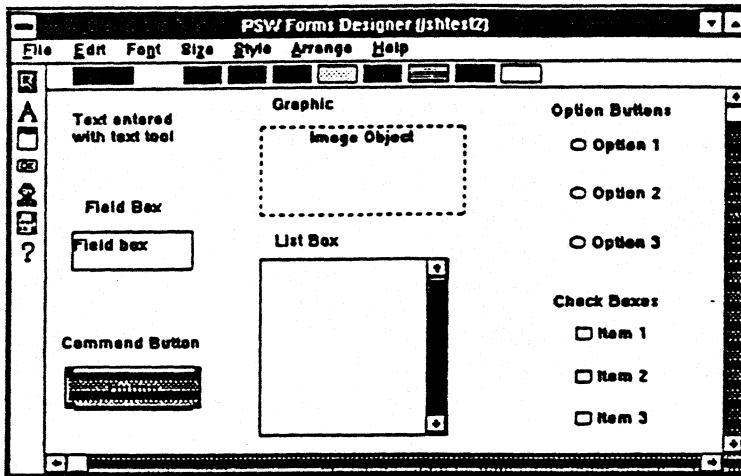 PSW Forms Designer (jshtest2)
File Edit Font Size Style Arrange Help
A
OK
?
Text entered
with text tool
Graphic
Image Object
Option Buttons
Option 1
Option 2
Option 3
Field Box
Field box
List Box
Check Boxes
Item 1
Item 2
Item 3
Command Button